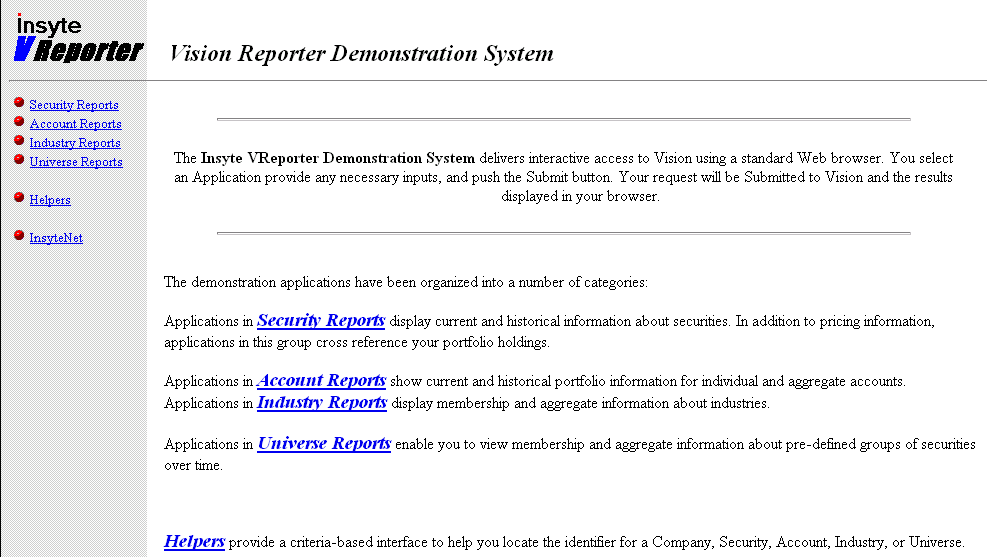 insyte
VReporter
Vision Reporter Demonstration System
Security Reports
Account Reports
Industry Reports
Universe Reports
Helpers
InsyteNet
The Insyte VReporter Demonstration System delivers interactive access to Vision using a standard Web browser. You select
an Application provide any necessary inputs, and push the Submit button. Your request will be Submitted to Vision and the results
displayed in your browser.
The demonstration applications have been organized into a number of categories:
Applications in Security Reports display current and historical information about securities. In addition to pricing information,
applications in this group cross reference your portfolio holdings.
Applications in Account Reports show current and historical portfolio information for individual and aggregate accounts.
Applications in Industry Reports display membership and aggregate information about industries.
Applications in Universe Reports enable you to view membership and aggregate information about pre-defined groups of securities
over time.
Helpers provide a criteria-based interface to help you locate the identifier for a Company, Security, Account, Industry, or Universe.